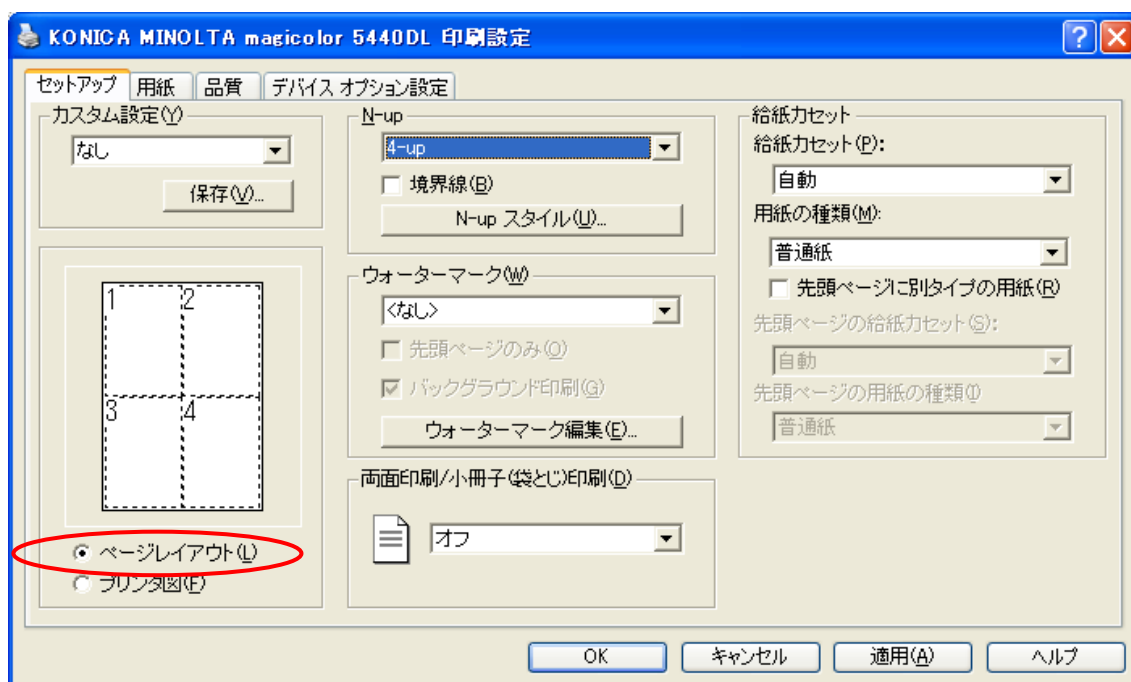 KONICA MINOLTA magicolor 5440DL 印刷設定
セットアップ 用紙 品質 デバイス オプション設定
カスタム設定(Y)
なし
保存(V)...
1 2
3 4
ページレイアウト(L)
プリンタ図(F)
N-up
4-up
境界線(B)
N-up スタイル(U)...
ウォーターマーク(W)
<なし>
先頭ページのみ(O)
バックグラウンド印刷(G)
ウォーターマーク編集(E)...
両面印刷/小冊子(袋とじ)印刷(D)
オフ
給紙カセット
給紙カセット(P):
自動
用紙の種類(M):
普通紙
先頭ページに別タイプの用紙(R)
先頭ページの給紙カセット(S):
自動
先頭ページの用紙の種類(I)
普通紙
OK キャンセル 適用(A) ヘルプ